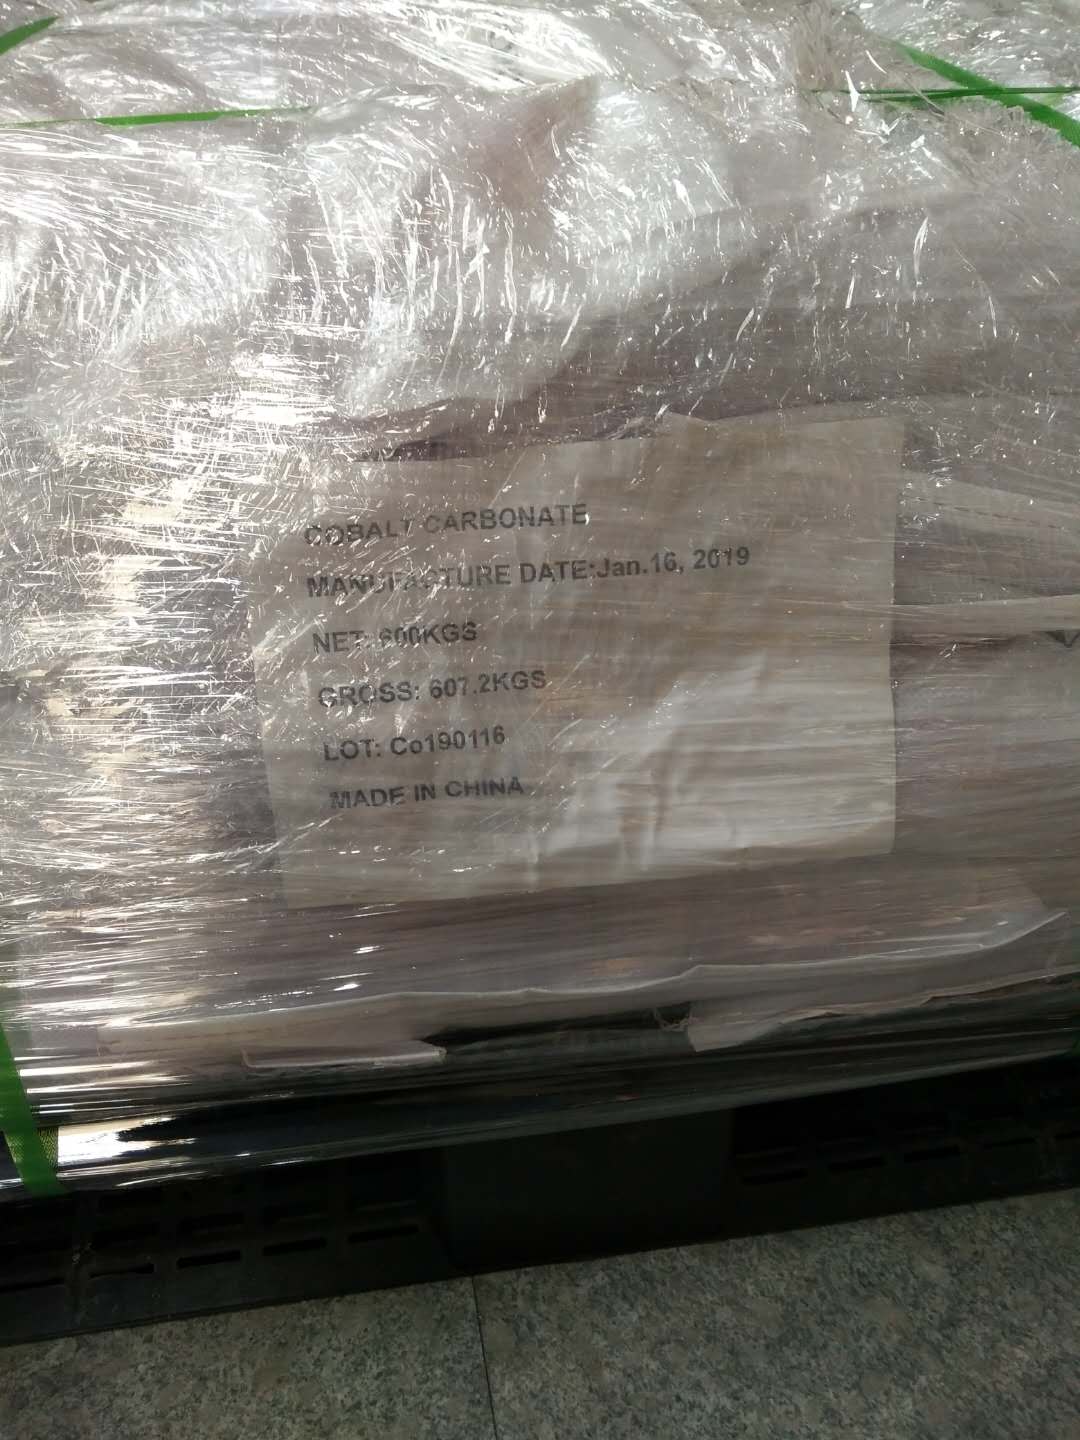 COBALT CARBONATE
MANUFACTURE DATE:Jan.16, 2019
NET: 600KGS
GROSS: 607.2KGS
LOT: Co190116
MADE IN CHINA